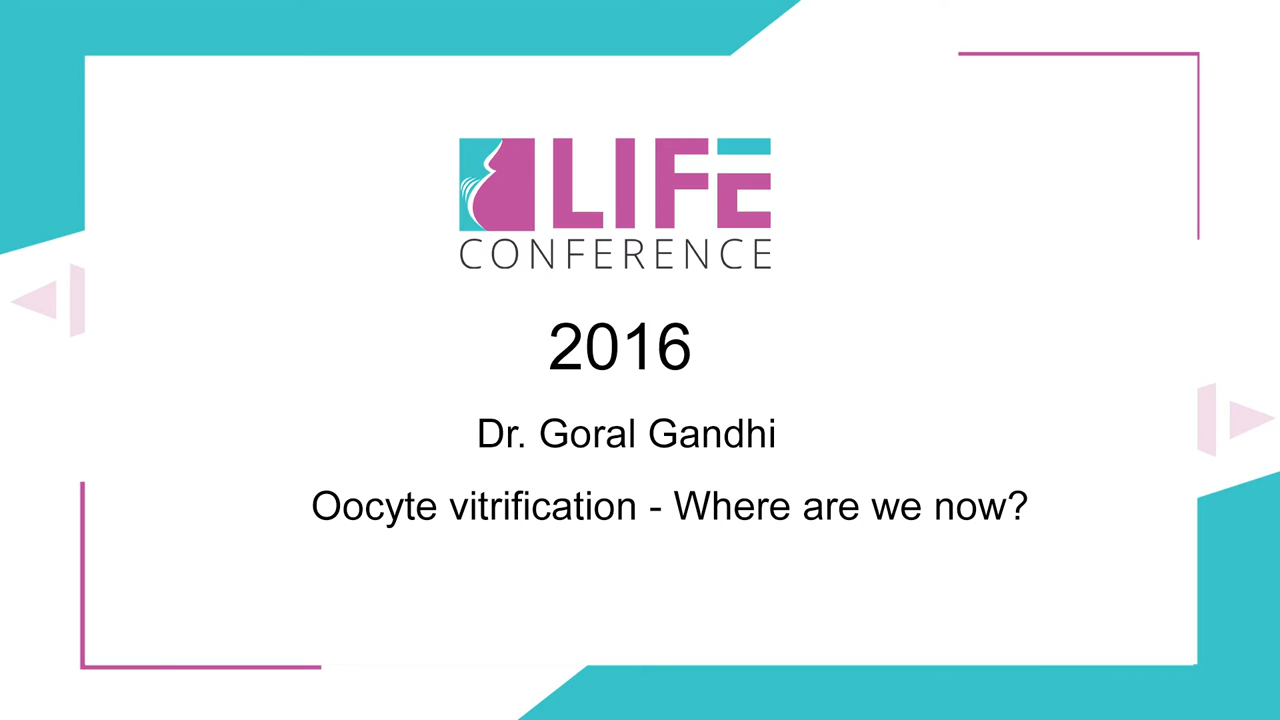 LIFE
CONFERENCE
2016
Dr. Goral Gandhi
Oocyte vitrification - Where are we now?